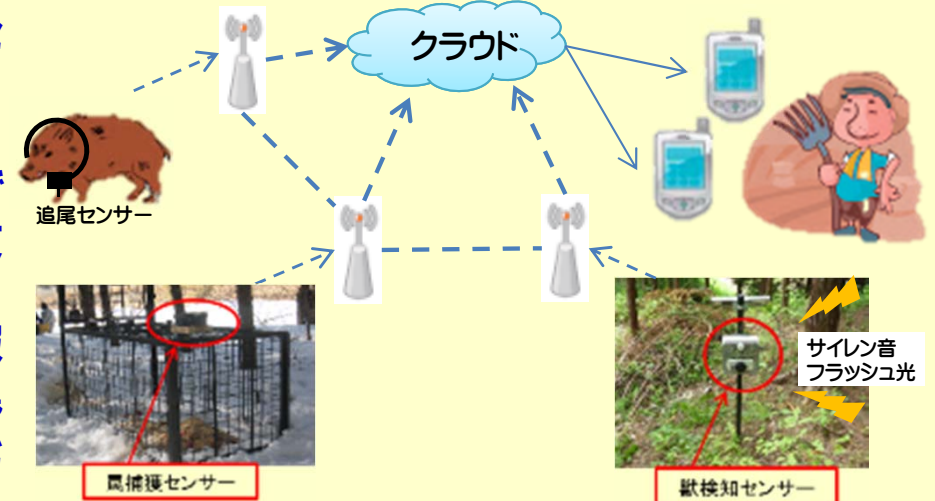 クラウド
追尾センサー
サイレン音
フラッシュ光
罠捕獲センサー
獣検知センサー